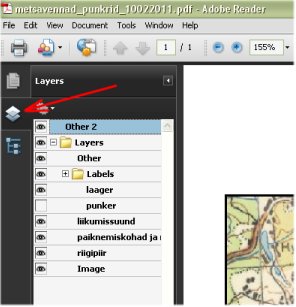 metsavennad_punkrid_10072011.pdf - Adobe Reader
File Edit View Document Tools Window Help
1 / 1 155%
Layers
Other 2
Layers
Other
Labels
laager
punker
liikumissuund
paiknemiskohad ja
riigipiir
Image